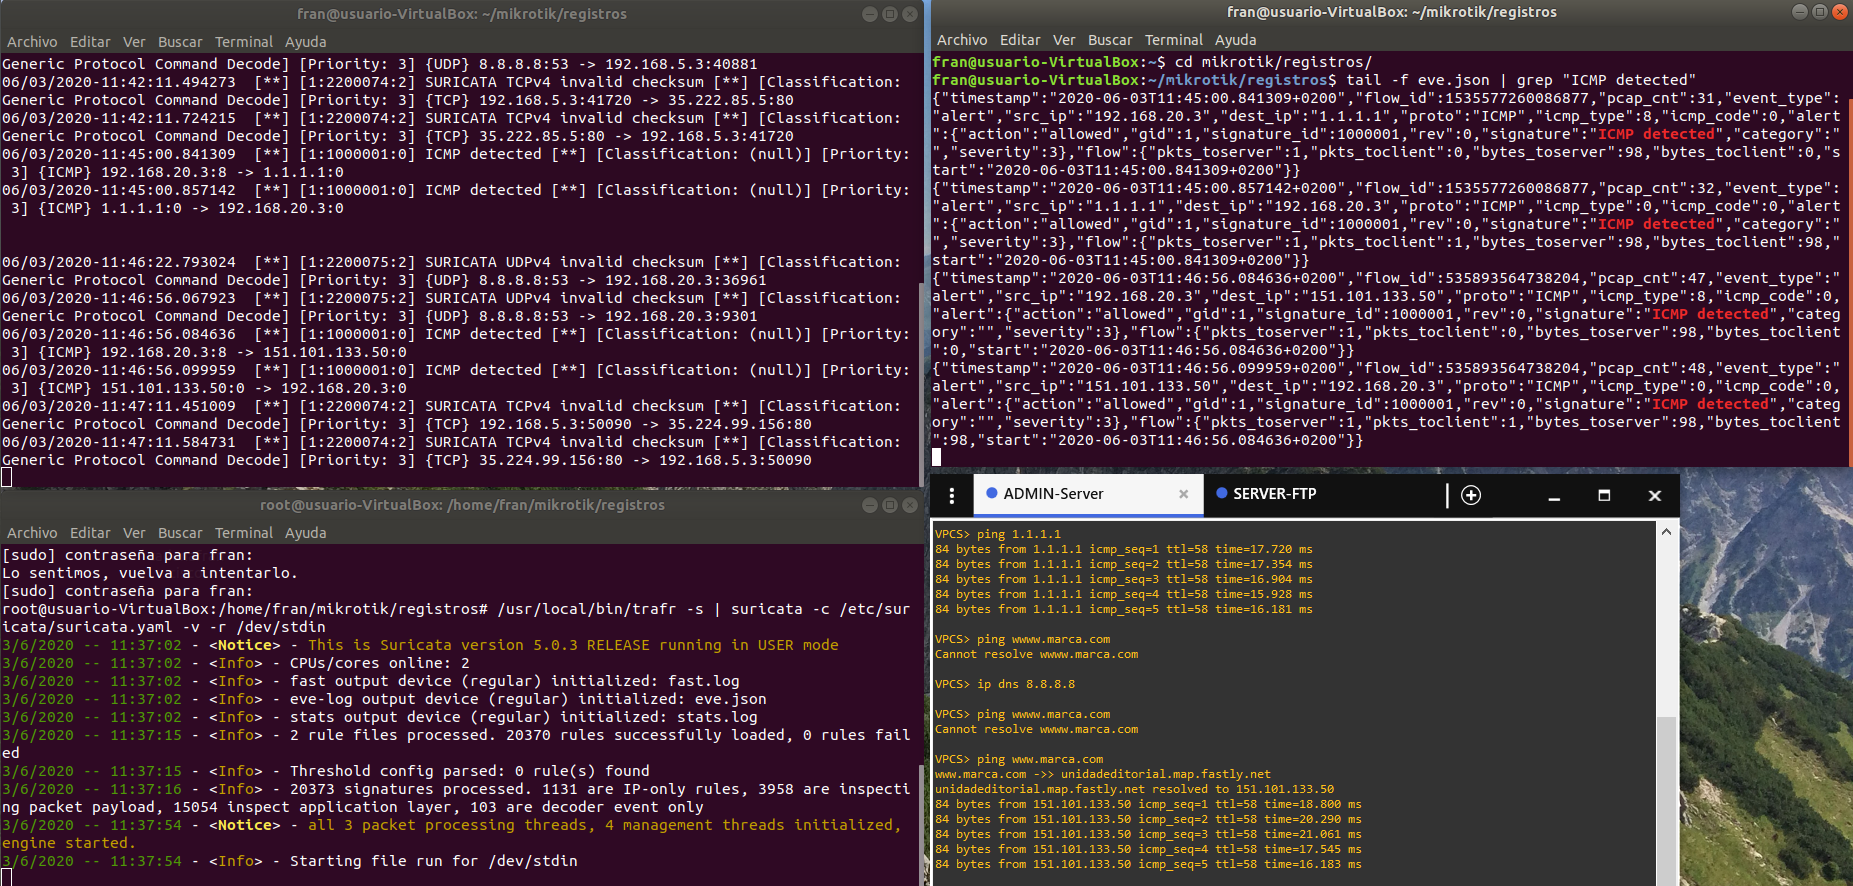 fran@usuario-VirtualBox: ~/mikrotik/registros
Archivo Editar Ver Buscar Terminal Ayuda
Generic Protocol Command Decode] [Priority: 3] {UDP} 8.8.8.8:53 -> 192.168.5.3:40881
06/03/2020-11:42:11.494273  [**] [1:2200074:2] SURICATA TCPv4 invalid checksum [**] [Classification:
Generic Protocol Command Decode] [Priority: 3] {TCP} 192.168.5.3:41720 -> 35.222.85.5:80
06/03/2020-11:42:11.724215  [**] [1:2200074:2] SURICATA TCPv4 invalid checksum [**] [Classification:
Generic Protocol Command Decode] [Priority: 3] {TCP} 35.222.85.5:80 -> 192.168.5.3:41720
06/03/2020-11:45:00.841309  [**] [1:1000001:0] ICMP detected [**] [Classification: (null)] [Priority:
 3] {ICMP} 192.168.20.3:8 -> 1.1.1.1:0
06/03/2020-11:45:00.857142  [**] [1:1000001:0] ICMP detected [**] [Classification: (null)] [Priority:
 3] {ICMP} 1.1.1.1:0 -> 192.168.20.3:0
06/03/2020-11:46:22.793024  [**] [1:2200075:2] SURICATA UDPv4 invalid checksum [**] [Classification:
Generic Protocol Command Decode] [Priority: 3] {UDP} 8.8.8.8:53 -> 192.168.20.3:36961
06/03/2020-11:46:56.067923  [**] [1:2200075:2] SURICATA UDPv4 invalid checksum [**] [Classification:
Generic Protocol Command Decode] [Priority: 3] {UDP} 8.8.8.8:53 -> 192.168.20.3:9301
06/03/2020-11:46:56.084636  [**] [1:1000001:0] ICMP detected [**] [Classification: (null)] [Priority:
 3] {ICMP} 192.168.20.3:8 -> 151.101.133.50:0
06/03/2020-11:46:56.099959  [**] [1:1000001:0] ICMP detected [**] [Classification: (null)] [Priority:
 3] {ICMP} 151.101.133.50:0 -> 192.168.20.3:0
06/03/2020-11:47:11.451009  [**] [1:2200074:2] SURICATA TCPv4 invalid checksum [**] [Classification:
Generic Protocol Command Decode] [Priority: 3] {TCP} 192.168.5.3:50090 -> 35.224.99.156:80
06/03/2020-11:47:11.584731  [**] [1:2200074:2] SURICATA TCPv4 invalid checksum [**] [Classification:
Generic Protocol Command Decode] [Priority: 3] {TCP} 35.224.99.156:80 -> 192.168.5.3:50090
fran@usuario-VirtualBox: ~/mikrotik/registros
Archivo Editar Ver Buscar Terminal Ayuda
fran@usuario-VirtualBox:~$ cd mikrotik/registros/
fran@usuario-VirtualBox:~/mikrotik/registros$ tail -f eve.json | grep "ICMP detected"
{"timestamp":"2020-06-03T11:45:00.841309+0200","flow_id":1535577260086877,"pcap_cnt":31,"event_type":
"alert","src_ip":"192.168.20.3","dest_ip":"1.1.1.1","proto":"ICMP","icmp_type":8,"icmp_code":0,"alert
":{"action":"allowed","gid":1,"signature_id":1000001,"rev":0,"signature":"ICMP detected","category":"
","severity":3},"flow":{"pkts_toserver":1,"pkts_toclient":0,"bytes_toserver":98,"bytes_toclient":0,"s
tart":"2020-06-03T11:45:00.841309+0200"}}
{"timestamp":"2020-06-03T11:45:00.857142+0200","flow_id":1535577260086877,"pcap_cnt":32,"event_type":
"alert","src_ip":"1.1.1.1","dest_ip":"192.168.20.3","proto":"ICMP","icmp_type":0,"icmp_code":0,"alert
":{"action":"allowed","gid":1,"signature_id":1000001,"rev":0,"signature":"ICMP detected","category":"
","severity":3},"flow":{"pkts_toserver":1,"pkts_toclient":1,"bytes_toserver":98,"bytes_toclient":98,"
start":"2020-06-03T11:45:00.841309+0200"}}
{"timestamp":"2020-06-03T11:46:56.084636+0200","flow_id":535893564738204,"pcap_cnt":47,"event_type":"
alert","src_ip":"192.168.20.3","dest_ip":"151.101.133.50","proto":"ICMP","icmp_type":8,"icmp_code":0,
"alert":{"action":"allowed","gid":1,"signature_id":1000001,"rev":0,"signature":"ICMP detected","categ
ory":"","severity":3},"flow":{"pkts_toserver":1,"pkts_toclient":0,"bytes_toserver":98,"bytes_toclient
":0,"start":"2020-06-03T11:46:56.084636+0200"}}
{"timestamp":"2020-06-03T11:46:56.099959+0200","flow_id":535893564738204,"pcap_cnt":48,"event_type":"
alert","src_ip":"151.101.133.50","dest_ip":"192.168.20.3","proto":"ICMP","icmp_type":0,"icmp_code":0,
"alert":{"action":"allowed","gid":1,"signature_id":1000001,"rev":0,"signature":"ICMP detected","categ
ory":"","severity":3},"flow":{"pkts_toserver":1,"pkts_toclient":1,"bytes_toserver":98,"bytes_toclient
":98,"start":"2020-06-03T11:46:56.084636+0200"}}
root@usuario-VirtualBox: /home/fran/mikrotik/registros
Archivo Editar Ver Buscar Terminal Ayuda
[sudo] contraseña para fran:
Lo sentimos, vuelva a intentarlo.
[sudo] contraseña para fran:
root@usuario-VirtualBox:/home/fran/mikrotik/registros# /usr/local/bin/trafr -s | suricata -c /etc/sur
icata/suricata.yaml -v -r /dev/stdin
3/6/2020 -- 11:37:02 - <Notice> - This is Suricata version 5.0.3 RELEASE running in USER mode
3/6/2020 -- 11:37:02 - <Info> - CPUs/cores online: 2
3/6/2020 -- 11:37:02 - <Info> - fast output device (regular) initialized: fast.log
3/6/2020 -- 11:37:02 - <Info> - eve-log output device (regular) initialized: eve.json
3/6/2020 -- 11:37:02 - <Info> - stats output device (regular) initialized: stats.log
3/6/2020 -- 11:37:15 - <Info> - 2 rule files processed. 20370 rules successfully loaded, 0 rules fail
ed
3/6/2020 -- 11:37:15 - <Info> - Threshold config parsed: 0 rule(s) found
3/6/2020 -- 11:37:16 - <Info> - 20373 signatures processed. 1131 are IP-only rules, 3958 are inspecti
ng packet payload, 15054 inspect application layer, 103 are decoder event only
3/6/2020 -- 11:37:54 - <Notice> - all 3 packet processing threads, 4 management threads initialized,
engine started.
3/6/2020 -- 11:37:54 - <Info> - Starting file run for /dev/stdin
ADMIN-Server
SERVER-FTP
VPCS> ping 1.1.1.1
84 bytes from 1.1.1.1 icmp_seq=1 ttl=58 time=17.720 ms
84 bytes from 1.1.1.1 icmp_seq=2 ttl=58 time=17.354 ms
84 bytes from 1.1.1.1 icmp_seq=3 ttl=58 time=16.904 ms
84 bytes from 1.1.1.1 icmp_seq=4 ttl=58 time=15.928 ms
84 bytes from 1.1.1.1 icmp_seq=5 ttl=58 time=16.181 ms
VPCS> ping wwww.marca.com
Cannot resolve wwww.marca.com
VPCS> ip dns 8.8.8.8
VPCS> ping wwww.marca.com
Cannot resolve wwww.marca.com
VPCS> ping www.marca.com
www.marca.com ->> unidadeditorial.map.fastly.net
unidadeditorial.map.fastly.net resolved to 151.101.133.50
84 bytes from 151.101.133.50 icmp_seq=1 ttl=58 time=18.800 ms
84 bytes from 151.101.133.50 icmp_seq=2 ttl=58 time=20.290 ms
84 bytes from 151.101.133.50 icmp_seq=3 ttl=58 time=21.061 ms
84 bytes from 151.101.133.50 icmp_seq=4 ttl=58 time=17.545 ms
84 bytes from 151.101.133.50 icmp_seq=5 ttl=58 time=16.183 ms